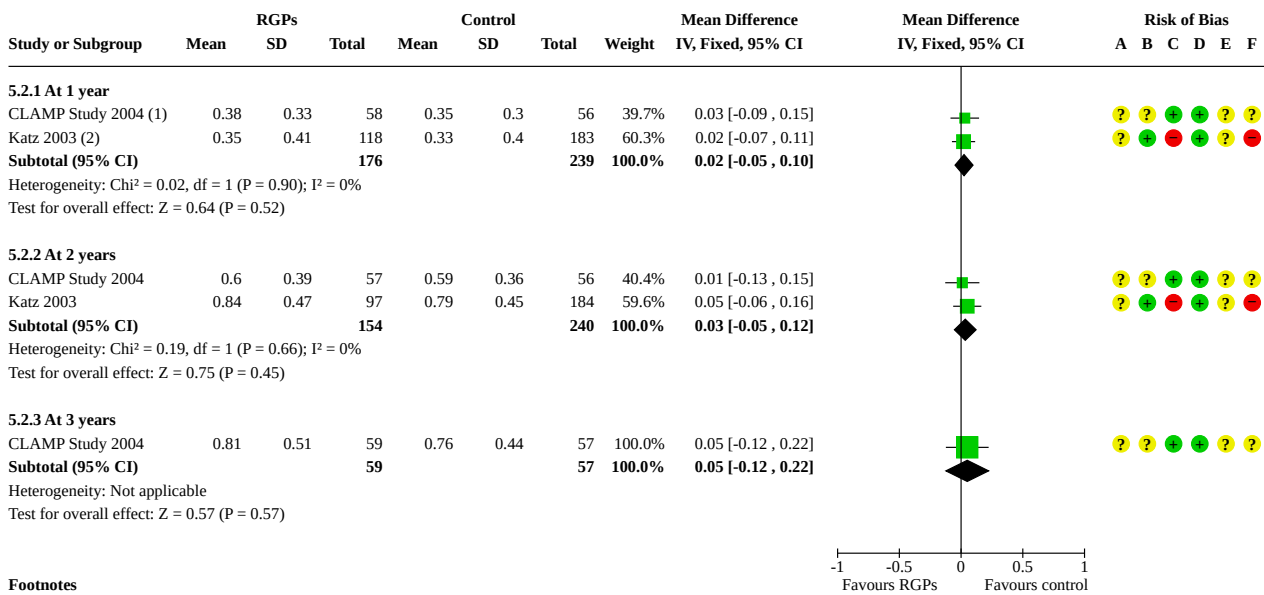 RGPs Control Mean Difference Mean Difference Risk of Bias
Study or Subgroup Mean SD Total Mean SD Total Weight IV, Fixed, 95% CI IV, Fixed, 95% CI A B C D E F
5.2.1 At 1 year
CLAMP Study 2004 (1) 0.38 0.33 58 0.35 0.3 56 39.7% 0.03 [-0.09 , 0.15] ? ? + + ? ?
Katz 2003 (2) 0.35 0.41 118 0.33 0.4 183 60.3% 0.02 [-0.07 , 0.11] ? + − + ? −
Subtotal (95% CI) 176 239 100.0% 0.02 [-0.05 , 0.10]
Heterogeneity: Chi² = 0.02, df = 1 (P = 0.90); I² = 0%
Test for overall effect: Z = 0.64 (P = 0.52)
5.2.2 At 2 years
CLAMP Study 2004 0.6 0.39 57 0.59 0.36 56 40.4% 0.01 [-0.13 , 0.15] ? ? + + ? ?
Katz 2003 0.84 0.47 97 0.79 0.45 184 59.6% 0.05 [-0.06 , 0.16] ? + − + ? −
Subtotal (95% CI) 154 240 100.0% 0.03 [-0.05 , 0.12]
Heterogeneity: Chi² = 0.19, df = 1 (P = 0.66); I² = 0%
Test for overall effect: Z = 0.75 (P = 0.45)
5.2.3 At 3 years
CLAMP Study 2004 0.81 0.51 59 0.76 0.44 57 100.0% 0.05 [-0.12 , 0.22] ? ? + + ? ?
Subtotal (95% CI) 59 57 100.0% 0.05 [-0.12 , 0.22]
Heterogeneity: Not applicable
Test for overall effect: Z = 0.57 (P = 0.57)
-1 -0.5 0 0.5 1
Footnotes Favours RGPs Favours control